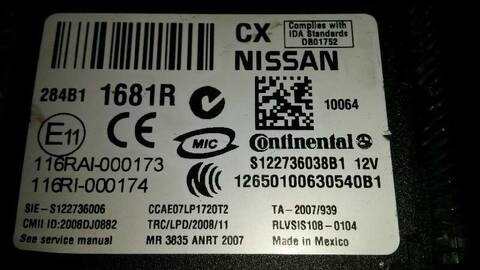 CX
Complies with
IDA Standards
DB01752
NISSAN
284B1 1681R
10064
E11
CE
MIC
Continental
116RAI-000173
116RI-000174
S122736038B1 12V
12650100630540B1
SIE-S122736006
CCAE07LP1720T2
TA-2007/939
CMII ID:2008DJ0882
TRC/LPD/2008/11
RLVSIS108-0104
See service manual
MR 3835 ANRT 2007
Made in Mexico